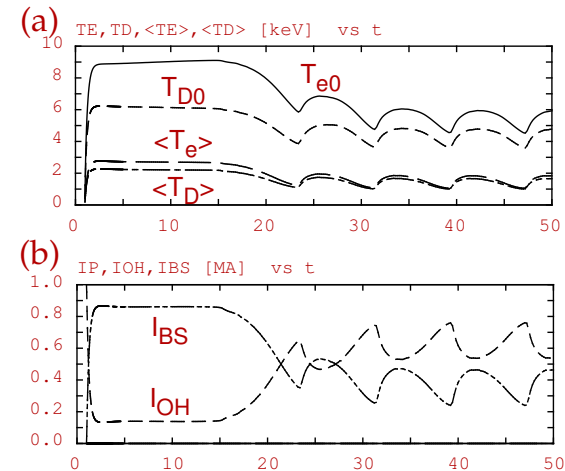 (a)
TE,TD,<TE>,<TD> [keV] vs t
10
8
6
4
2
0
T_e0
T_D0
<T_e>
<T_D>
0 10 20 30 40 50
(b)
IP,IOH,IBS [MA] vs t
1.0
0.8
0.6
0.4
0.2
0.0
I_BS
I_OH
0 10 20 30 40 50